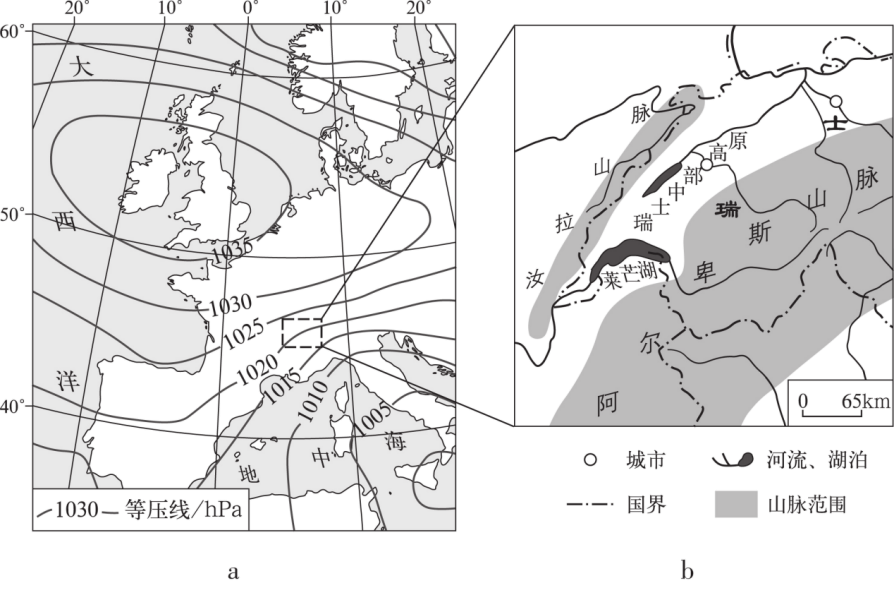 20° 10° 0° 10° 20°
60°
50°
40°
大
西
洋
地
中
海
1035
1030
1025
1020
1015
1010
1005
—1030— 等压线/hPa
a
汝
拉
山
脉
瑞
士
中
部
高
原
莱芒湖
瑞
士
阿
尔
卑
斯
山
脉
0 65km
城市
河流、湖泊
国界
山脉范围
b